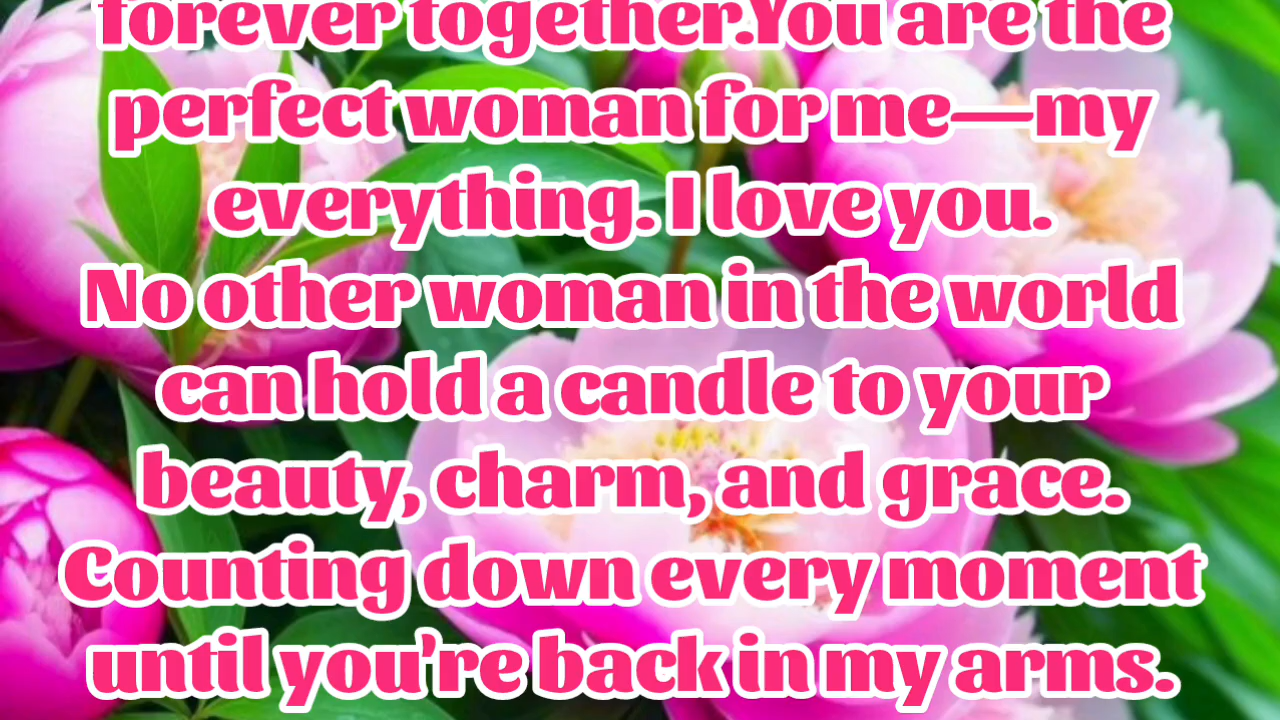 forever together.You are the
perfect woman for me—my
everything. I love you.
No other woman in the world
can hold a candle to your
beauty, charm, and grace.
Counting down every moment
until you're back in my arms.